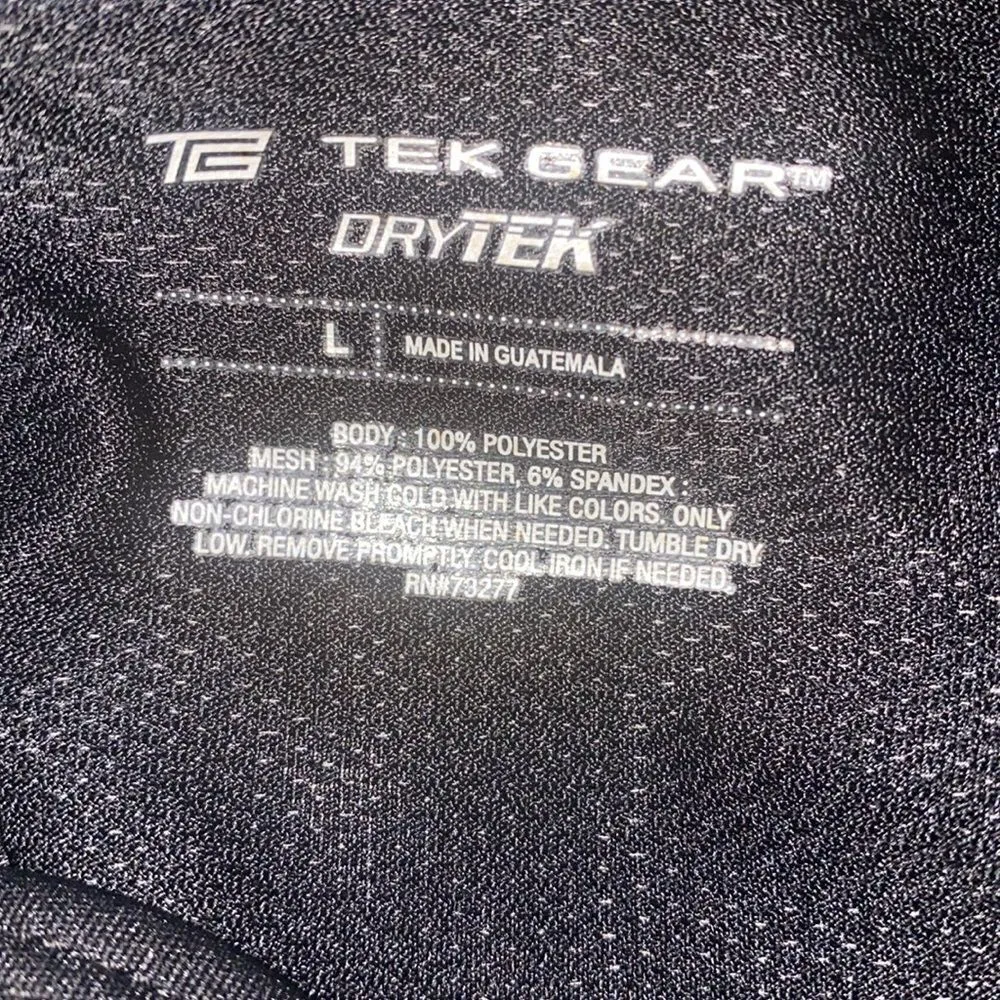 TG TEK GEAR™
DRYTEK
L MADE IN GUATEMALA
BODY : 100% POLYESTER
MESH : 94% POLYESTER, 6% SPANDEX :
MACHINE WASH COLD WITH LIKE COLORS. ONLY
NON-CHLORINE BLEACH WHEN NEEDED. TUMBLE DRY
LOW. REMOVE PROMPTLY. COOL IRON IF NEEDED.
RN#73277